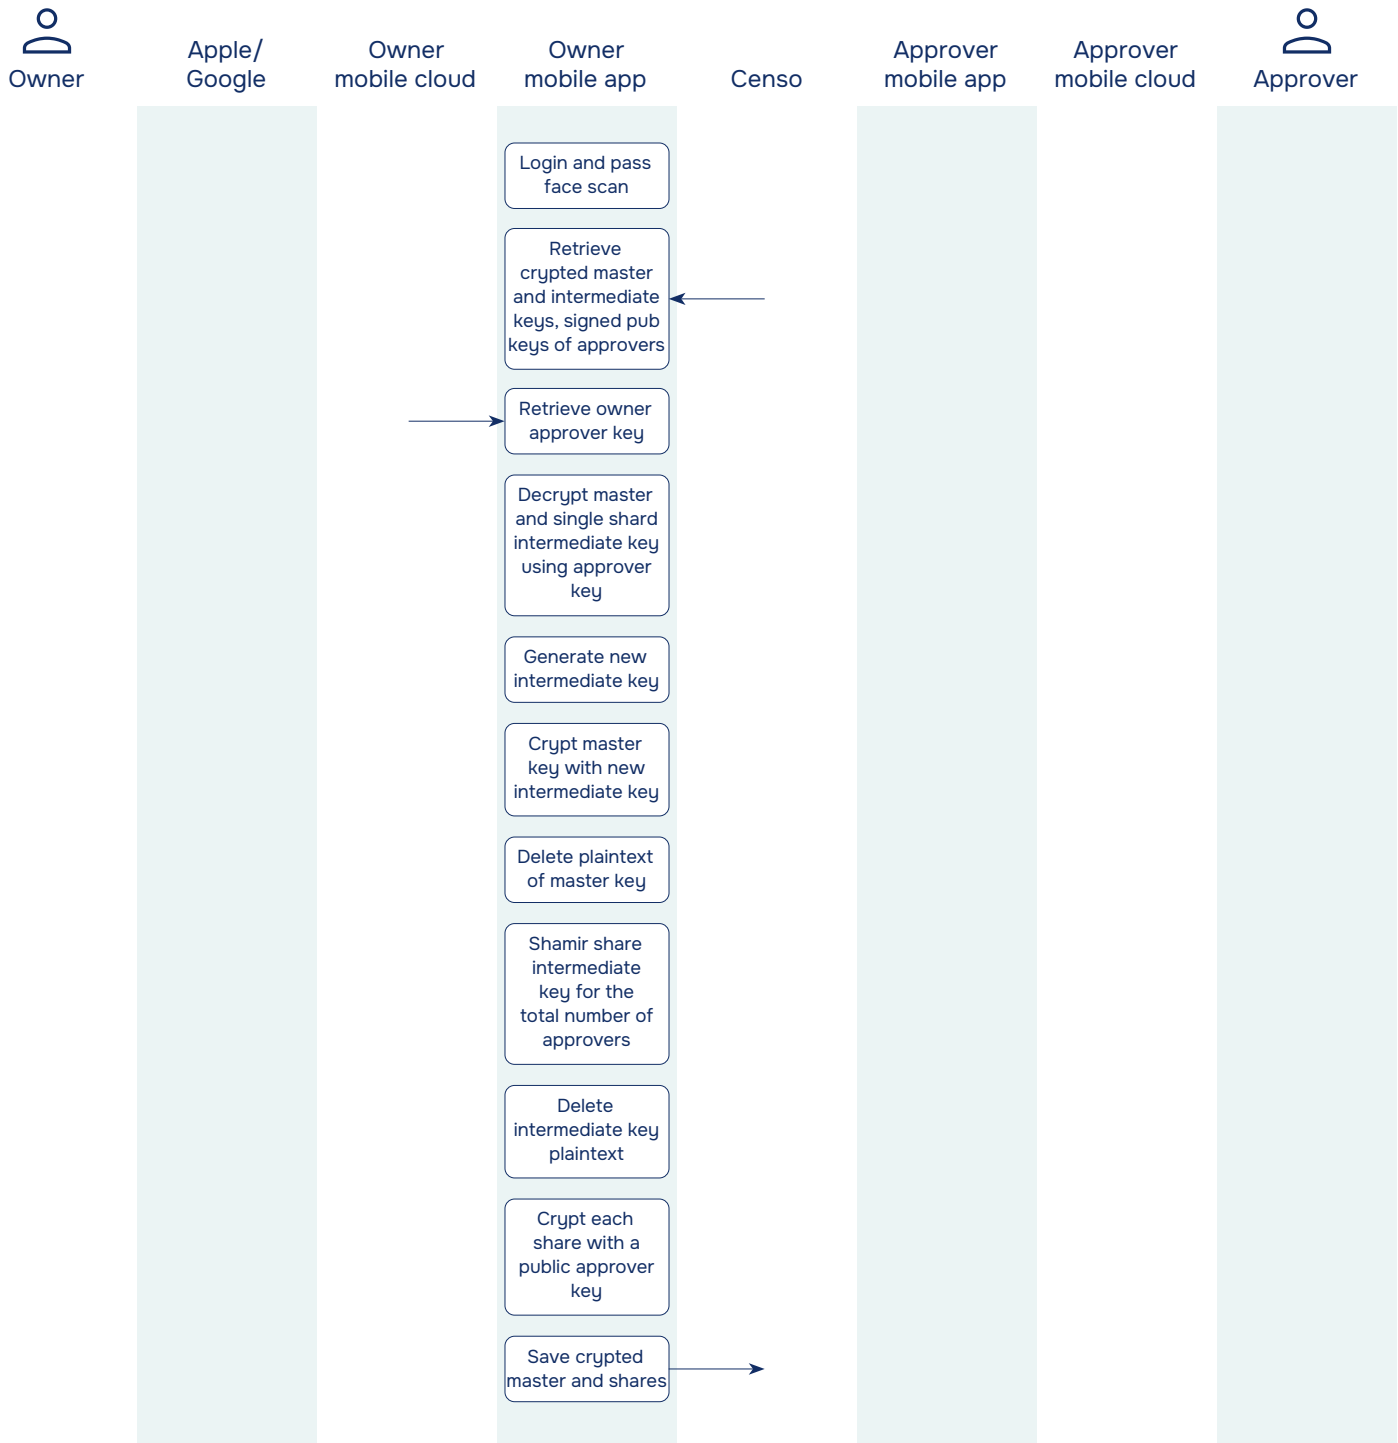 Owner
Apple/
Google
Owner
mobile cloud
Owner
mobile app
Censo
Approver
mobile app
Approver
mobile cloud
Approver
Login and pass
face scan
Retrieve
crypted master
and intermediate
keys, signed pub
keys of approvers
Retrieve owner
approver key
Decrypt master
and single shard
intermediate key
using approver
key
Generate new
intermediate key
Crypt master
key with new
intermediate key
Delete plaintext
of master key
Shamir share
intermediate
key for the
total number of
approvers
Delete
intermediate key
plaintext
Crypt each
share with a
public approver
key
Save crypted
master and shares